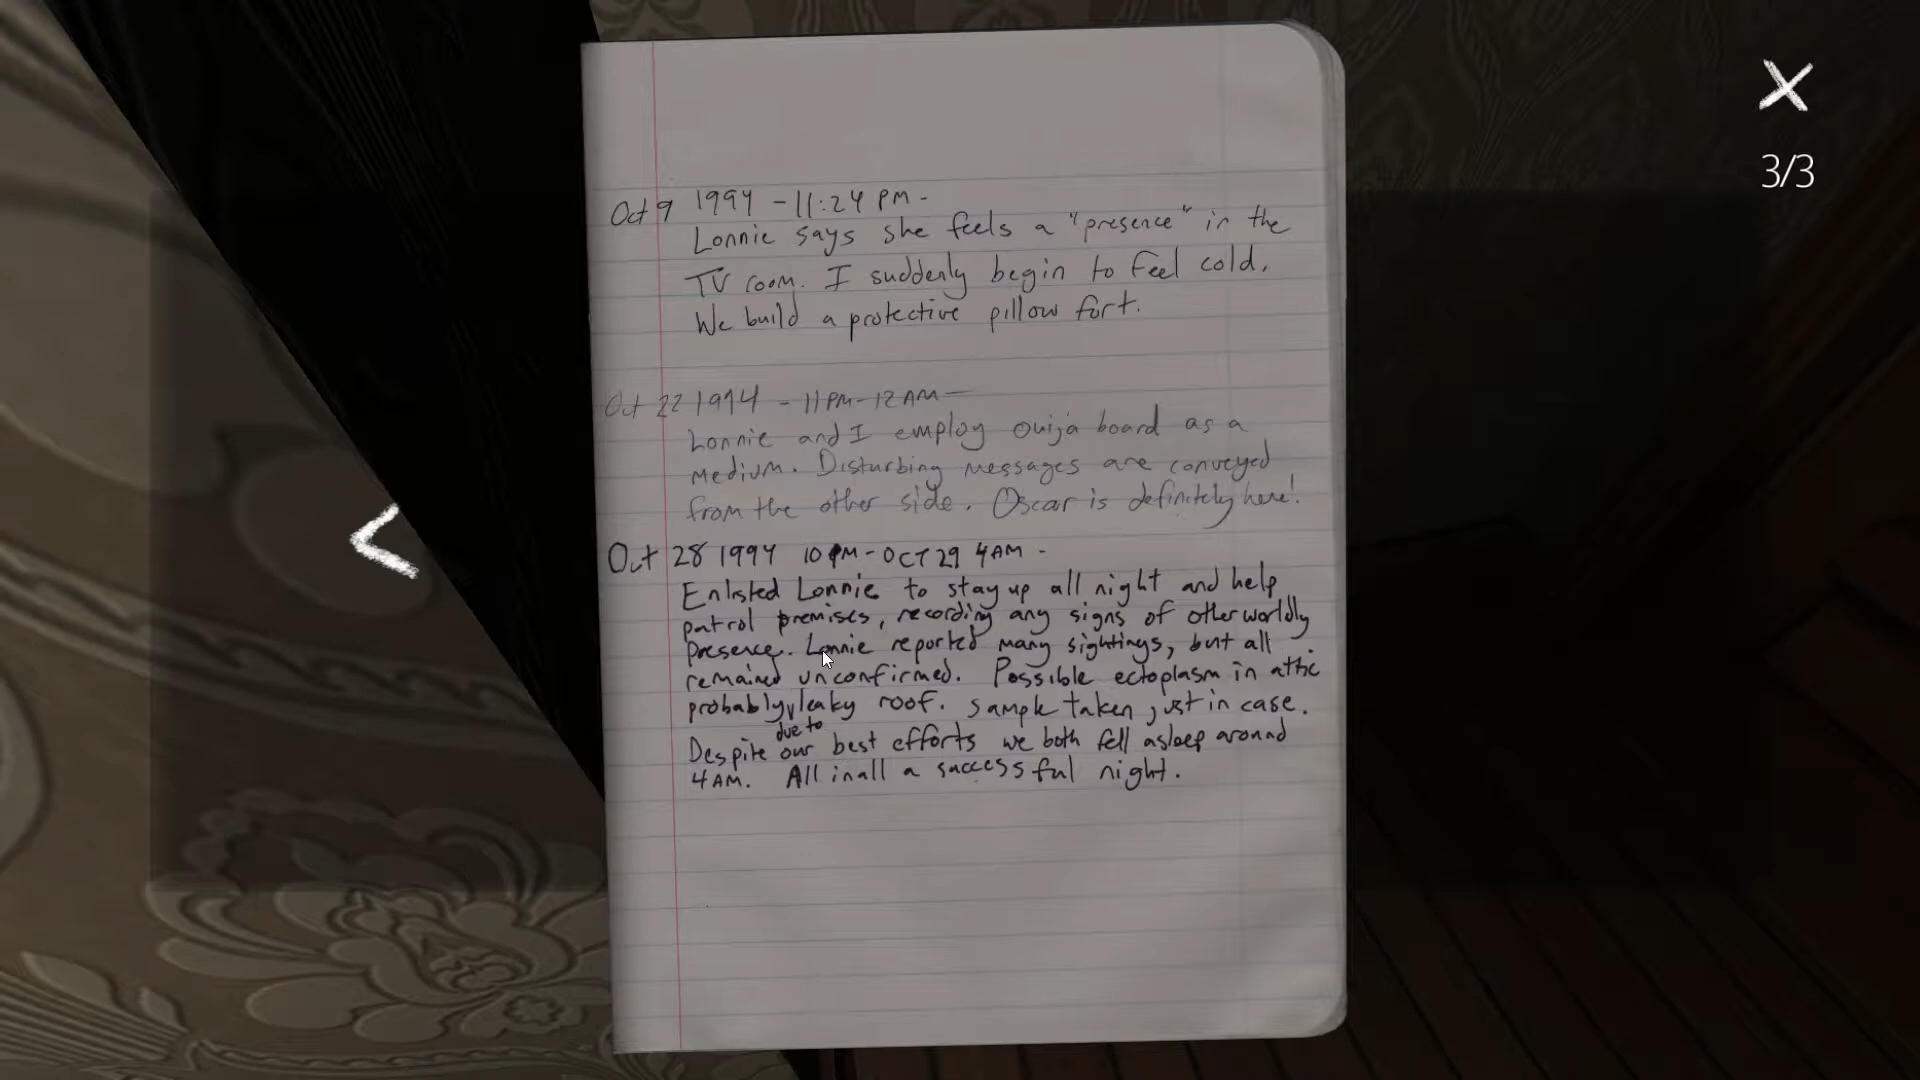 3/3
Oct 9 1994 - 11:24 PM -
Lonnie says she feels a "presence" in the
TV room. I suddenly begin to feel cold.
We build a protective pillow fort.
Oct 22 1994 - 11PM-12AM -
Lonnie and I employ ouija board as a
medium. Disturbing messages are conveyed
from the other side. Oscar is definitely here!
Oct 28 1994 10PM - OCT 29 4AM -
Enlisted Lonnie to stay up all night and help
patrol premises, recording any signs of otherworldly
presence. Lonnie reported many sightings, but all
remained unconfirmed. Possible ectoplasm in attic
probably leaky roof. Sample taken just in case.
due to
Despite our best efforts we both fell asleep around
4AM. All in all a successful night.